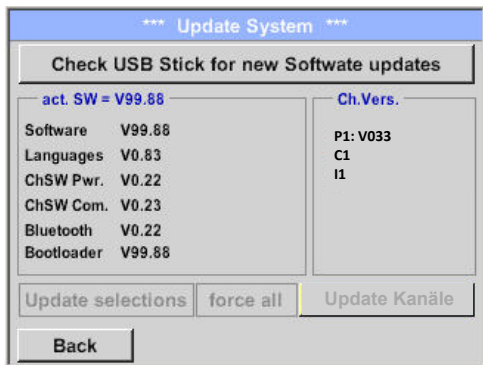 *** Update System ***
Check USB Stick for new Softwate updates
act. SW = V99.88
Software V99.88
Languages V0.83
ChSW Pwr. V0.22
ChSW Com. V0.23
Bluetooth V0.22
Bootloader V99.88
Ch.Vers.
P1: V033
C1
I1
Update selections force all Update Kanäle
Back